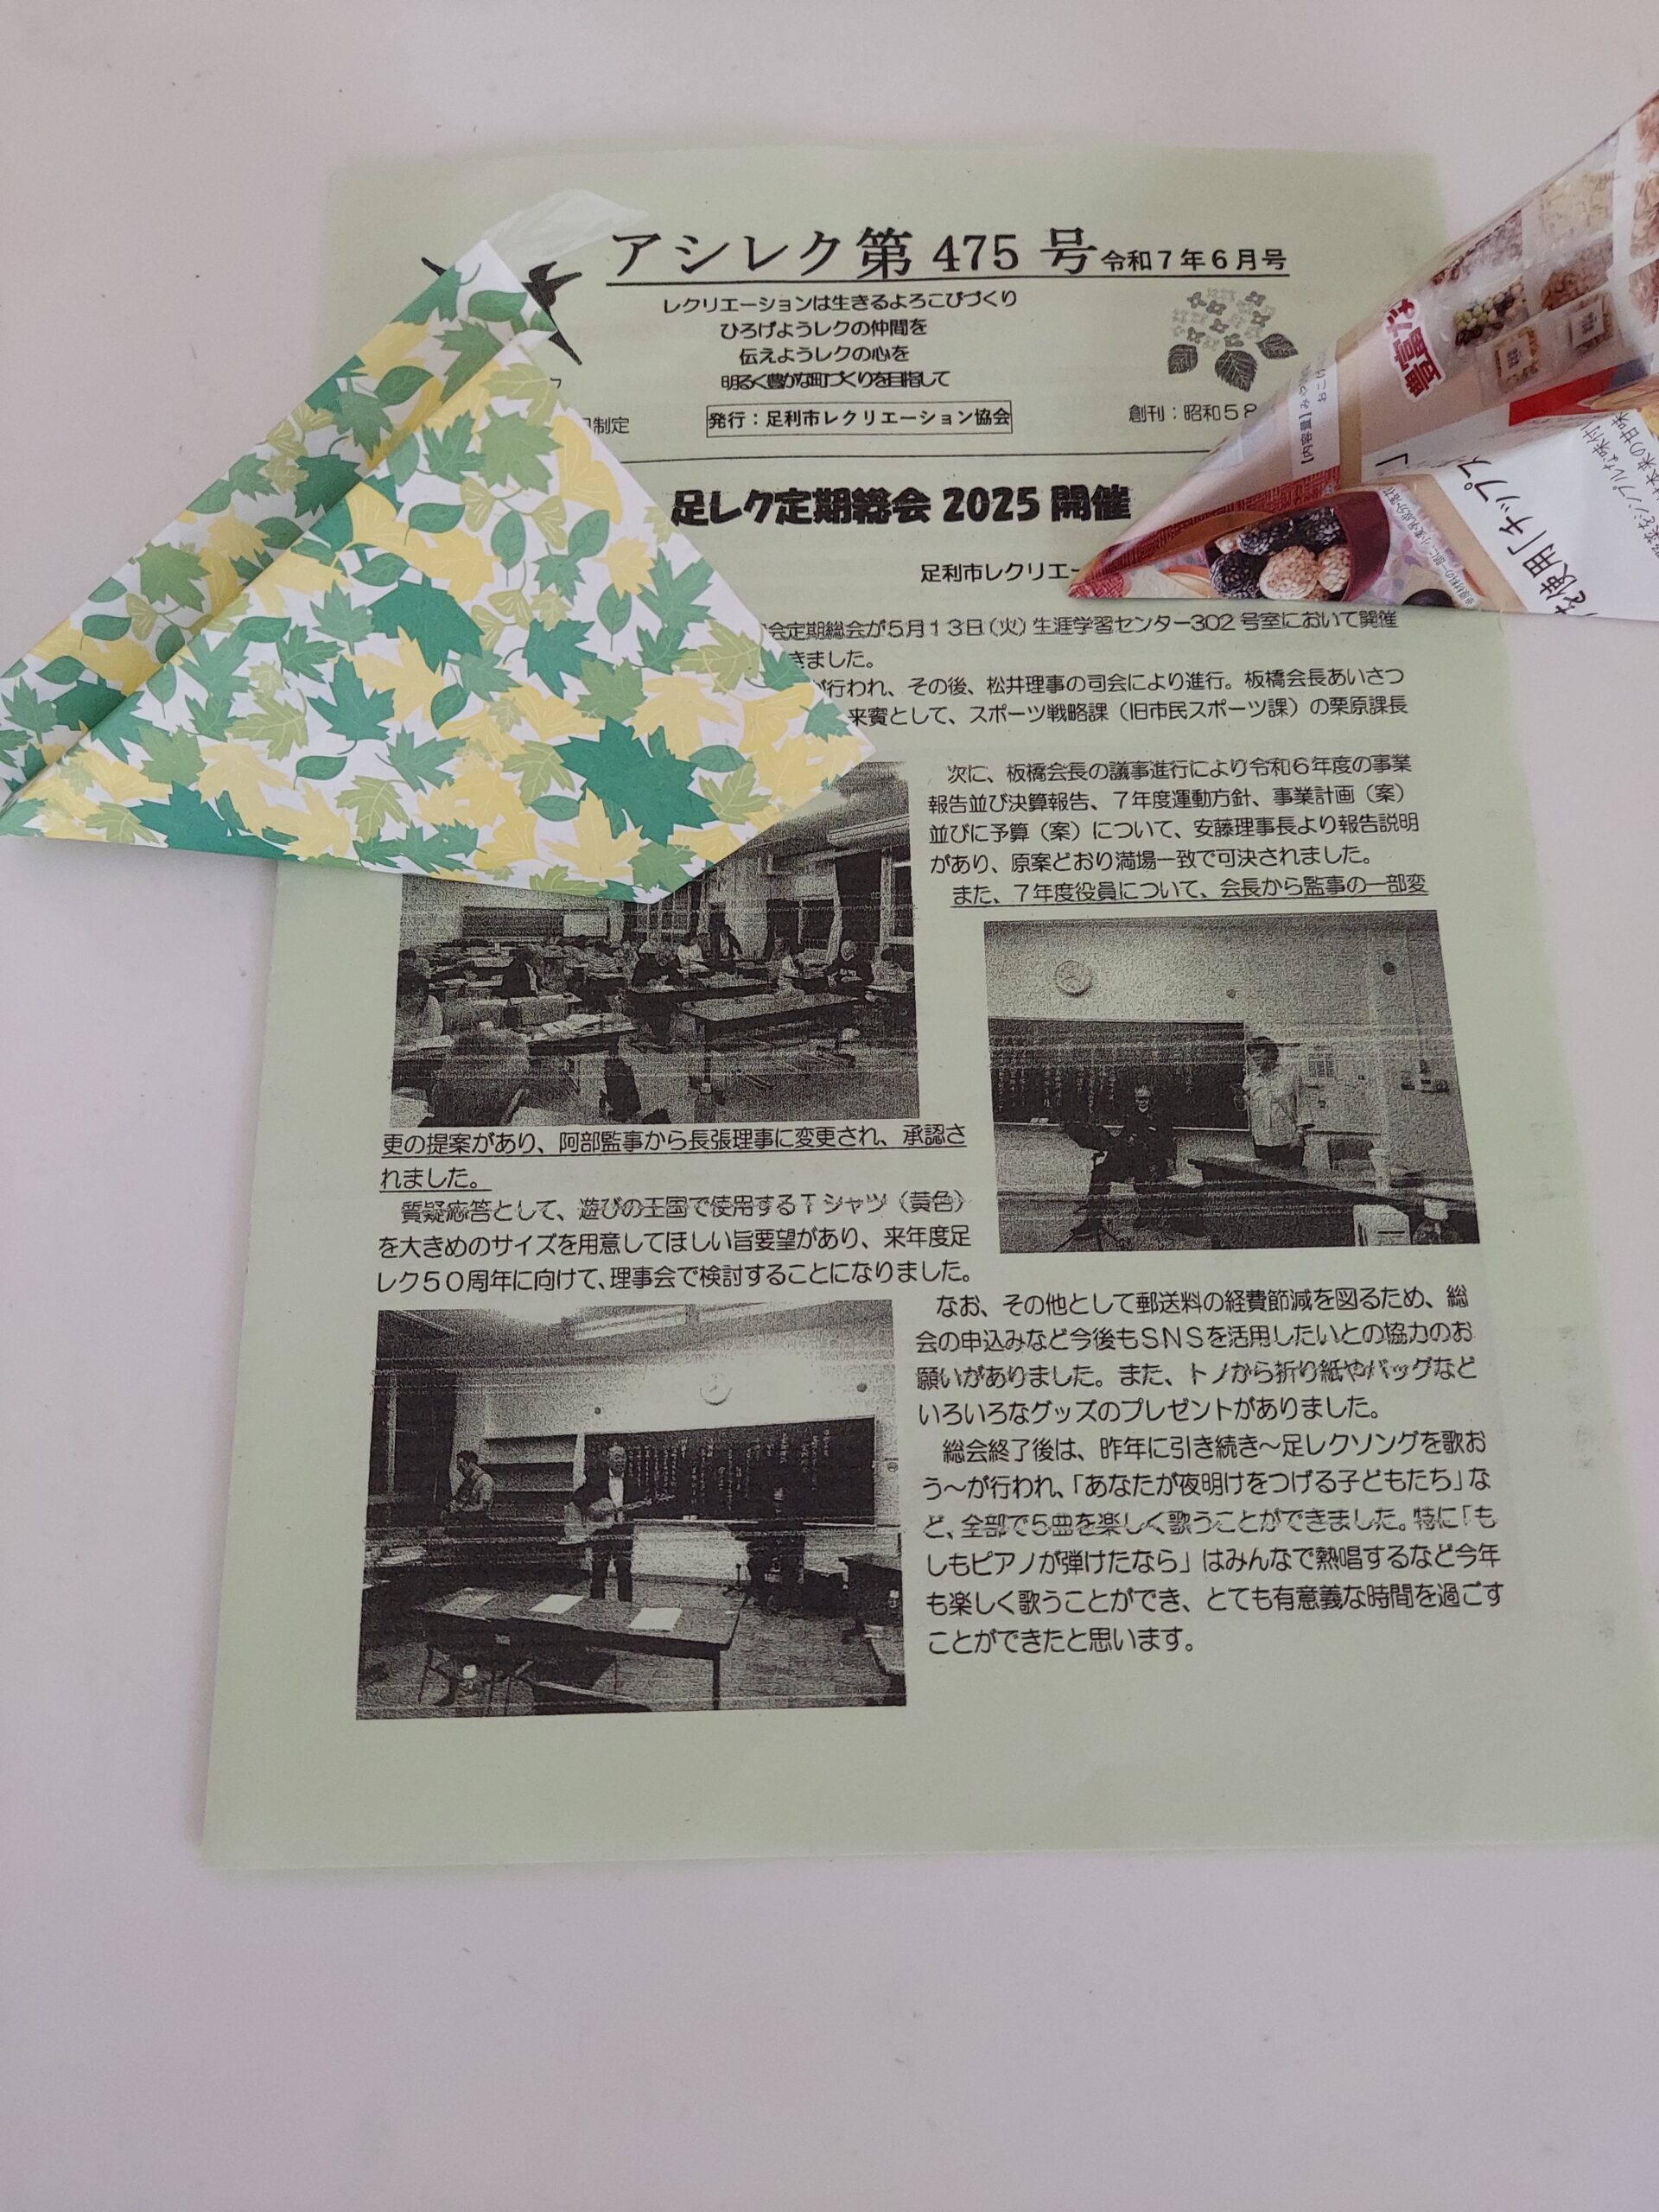 アシレク第 475 号令和7年6月号
レクリエーションは生きるよろこびづくり
ひろげようレクの仲間を
伝えようレクの心を
明るく豊かな町づくりを目指して
制定
発行：足利市レクリエーション協会
創刊：昭和58
足レク定期総会 2025 開催
足利市レクリエー
会定期総会が5月13日（火）生涯学習センター302 号室において開催
きました。
が行われ、その後、松井理事の司会により進行。板橋会長あいさつ
来賓として、スポーツ戦略課（旧市民スポーツ課）の栗原課長
次に、板橋会長の議事進行により令和6年度の事業
報告並び決算報告、7年度運動方針、事業計画（案）
並びに予算（案）について、安藤理事長より報告説明
があり、原案どおり満場一致で可決されました。
また、7年度役員について、会長から監事の一部変
更の提案があり、阿部監事から長張理事に変更され、承認さ
れました。
質疑応答として、遊びの王国で使用するTシャツ（黄色）
を大きめのサイズを用意してほしい旨要望があり、来年度足
レク50周年に向けて、理事会で検討することになりました。
なお、その他として郵送料の経費節減を図るため、総
会の申込みなど今後もSNSを活用したいとの協力のお
願いがありました。また、トノから折り紙やバッグなど
いろいろなグッズのプレゼントがありました。
総会終了後は、昨年に引き続き～足レクソングを歌お
う～が行われ、「あなたが夜明けをつげる子どもたち」な
ど、全部で5曲を楽しく歌うことができました。特に「も
しもピアノが弾けたなら」はみんなで熱唱するなど今年
も楽しく歌うことができ、とても有意義な時間を過ごす
ことができたと思います。
豊富な
【内容量】
を使用「チップス